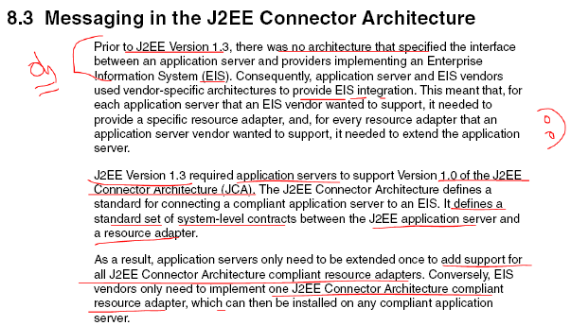 8.3 Messaging in the J2EE Connector Architecture
Prior to J2EE Version 1.3, there was no architecture that specified the interface
between an application server and providers implementing an Enterprise
Information System (EIS). Consequently, application server and EIS vendors
used vendor-specific architectures to provide EIS integration. This meant that, for
each application server that an EIS vendor wanted to support, it needed to
provide a specific resource adapter, and, for every resource adapter that an
application server vendor wanted to support, it needed to extend the application
server.
J2EE Version 1.3 required application servers to support Version 1.0 of the J2EE
Connector Architecture (JCA). The J2EE Connector Architecture defines a
standard for connecting a compliant application server to an EIS. It defines a
standard set of system-level contracts between the J2EE application server and
a resource adapter.
As a result, application servers only need to be extended once to add support for
all J2EE Connector Architecture compliant resource adapters. Conversely, EIS
vendors only need to implement one J2EE Connector Architecture compliant
resource adapter, which can then be installed on any compliant application
server.